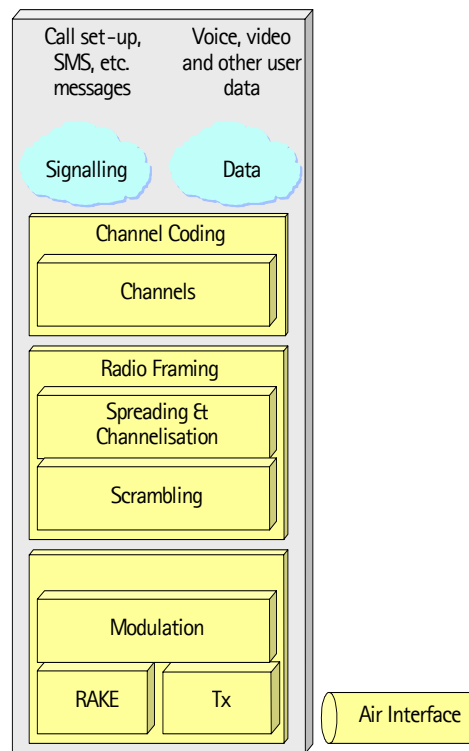 Call set-up,
SMS, etc.
messages
Voice, video
and other user
data
Signalling
Data
Channel Coding
Channels
Radio Framing
Spreading &
Channelisation
Scrambling
Modulation
RAKE
Tx
Air Interface